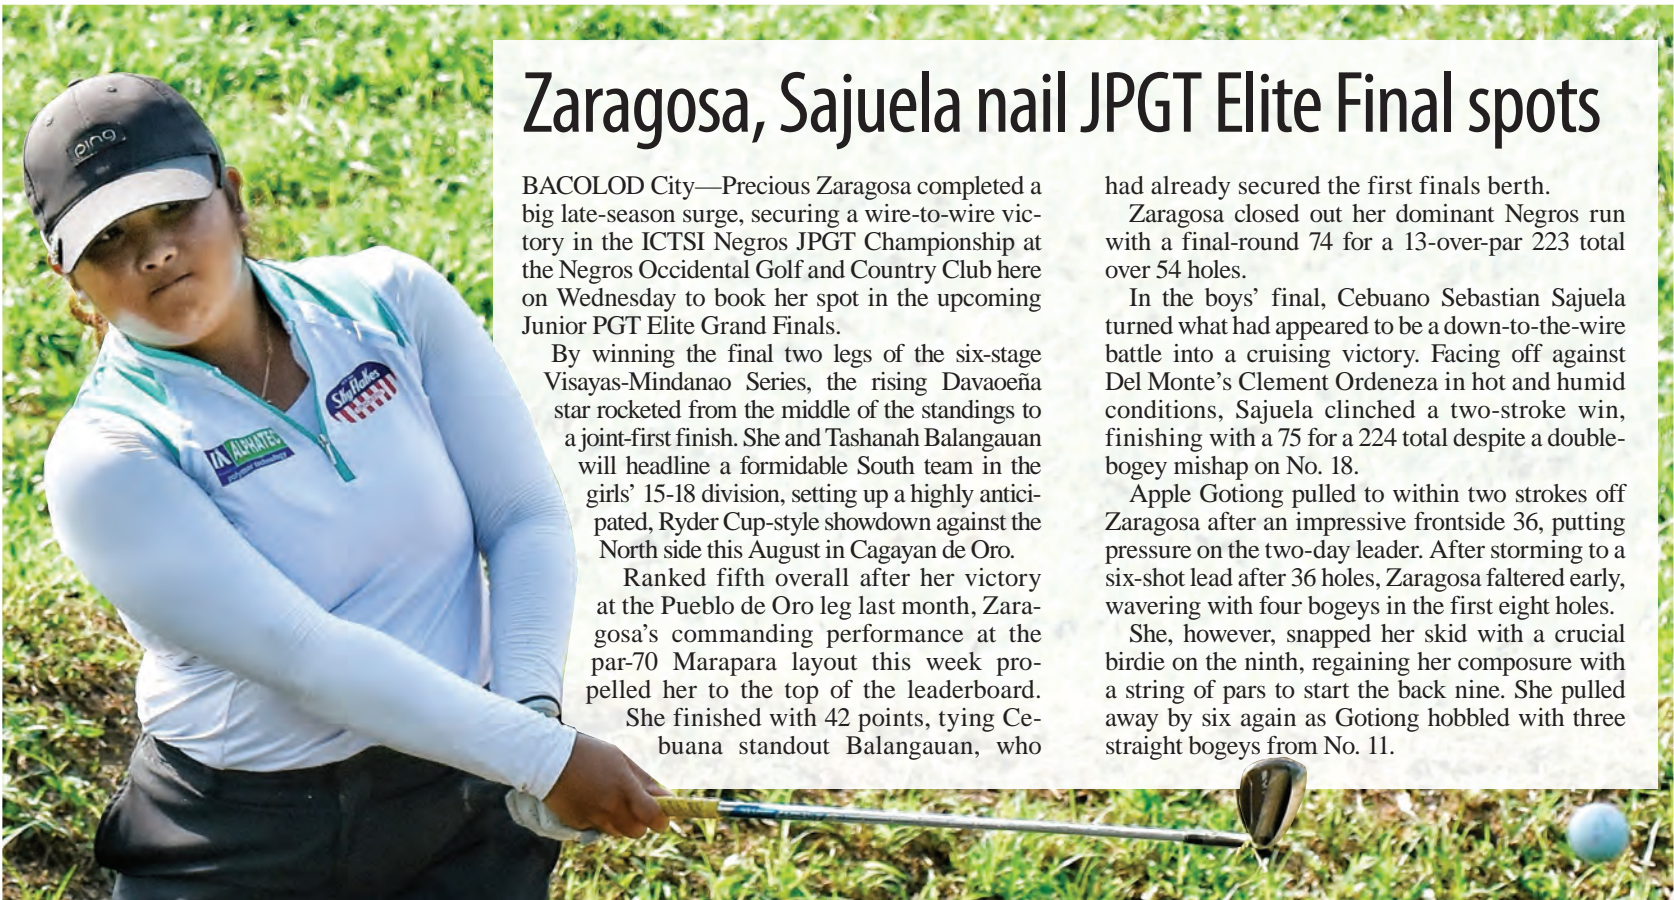 Zaragosa, Sajuela nail JPGT Elite Final spots
BACOLOD City—Precious Zaragosa completed a
big late-season surge, securing a wire-to-wire vic-
tory in the ICTSI Negros JPGT Championship at
the Negros Occidental Golf and Country Club here
on Wednesday to book her spot in the upcoming
Junior PGT Elite Grand Finals.
By winning the final two legs of the six-stage
Visayas-Mindanao Series, the rising Davaoeña
star rocketed from the middle of the standings to
a joint-first finish. She and Tashanah Balangauan
will headline a formidable South team in the
girls’ 15-18 division, setting up a highly antici-
pated, Ryder Cup-style showdown against the
North side this August in Cagayan de Oro.
Ranked fifth overall after her victory
at the Pueblo de Oro leg last month, Zara-
gosa’s commanding performance at the
par-70 Marapara layout this week pro-
pelled her to the top of the leaderboard.
She finished with 42 points, tying Ce-
buana standout Balangauan, who
had already secured the first finals berth.
Zaragosa closed out her dominant Negros run
with a final-round 74 for a 13-over-par 223 total
over 54 holes.
In the boys’ final, Cebuano Sebastian Sajuela
turned what had appeared to be a down-to-the-wire
battle into a cruising victory. Facing off against
Del Monte’s Clement Ordeneza in hot and humid
conditions, Sajuela clinched a two-stroke win,
finishing with a 75 for a 224 total despite a double-
bogey mishap on No. 18.
Apple Gotiong pulled to within two strokes off
Zaragosa after an impressive frontside 36, putting
pressure on the two-day leader. After storming to a
six-shot lead after 36 holes, Zaragosa faltered early,
wavering with four bogeys in the first eight holes.
She, however, snapped her skid with a crucial
birdie on the ninth, regaining her composure with
a string of pars to start the back nine. She pulled
away by six again as Gotiong hobbled with three
straight bogeys from No. 11.
ping
SkyFlakes
ALPHATEC
polymer technology